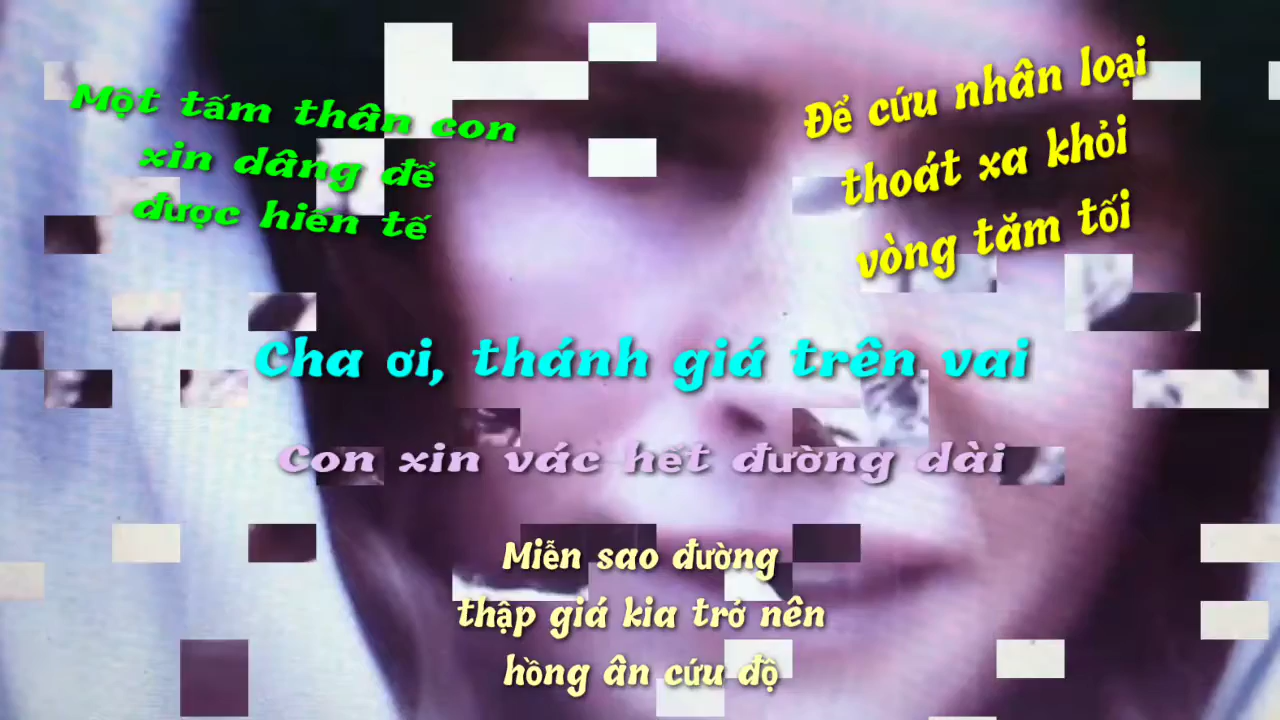 Một tấm thân con
xin dâng để
được hiến tế
Để cứu nhân loại
thoát xa khỏi
vòng tăm tối
Cha ơi, thánh giá trên vai
Con xin vác hết đường dài
Miễn sao đường
thập giá kia trở nên
hồng ân cứu độ